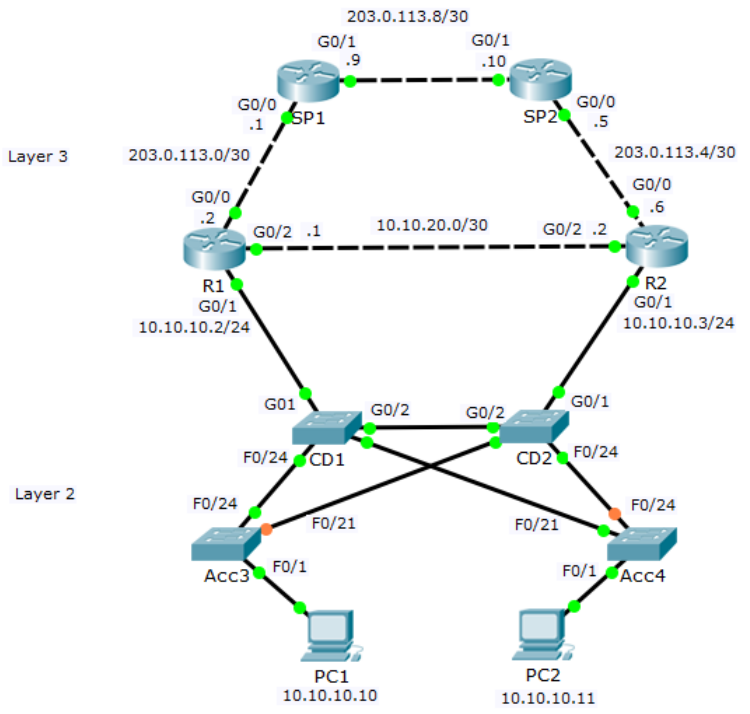 203.0.113.8/30
G0/1
G0/1
.9
.10
SP1
SP2
G0/0
.1
G0/0
.5
Layer 3
203.0.113.0/30
203.0.113.4/30
G0/0
.2
G0/0
.6
G0/2 .1
10.10.20.0/30
G0/2 .2
R1
R2
G0/1
10.10.10.2/24
G0/1
10.10.10.3/24
G01
G0/2
G0/2
G0/1
CD1
CD2
F0/24
F0/24
Layer 2
F0/24
F0/21
F0/21
F0/24
Acc3
Acc4
F0/1
F0/1
PC1
10.10.10.10
PC2
10.10.10.11